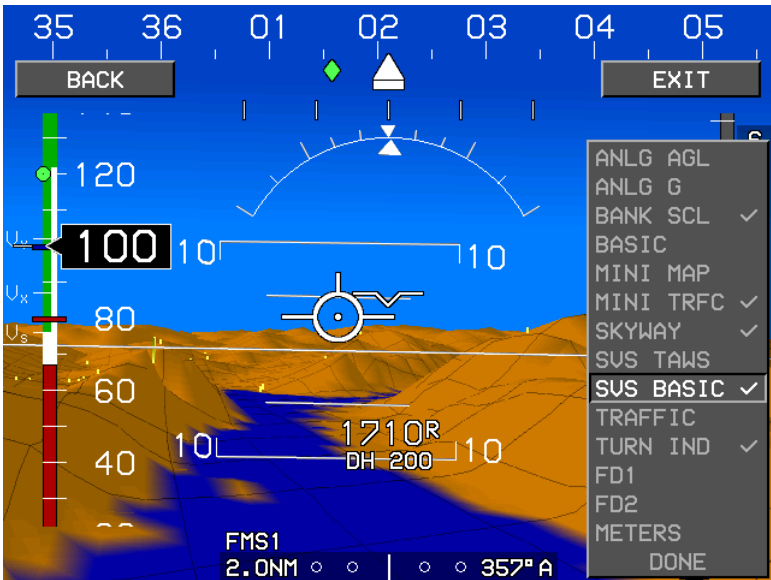 35 36 01 02 03 04 05
BACK
EXIT
120
100
80
60
40
Vx
Vs
10 10
10 10
1710R
DH 200
FMS1
2.0NM 357° A
ANLG AGL
ANLG G
BANK SCL ✓
BASIC
MINI MAP
MINI TRFC ✓
SKYWAY ✓
SVS TAWS
SVS BASIC ✓
TRAFFIC
TURN IND ✓
FD1
FD2
METERS
DONE